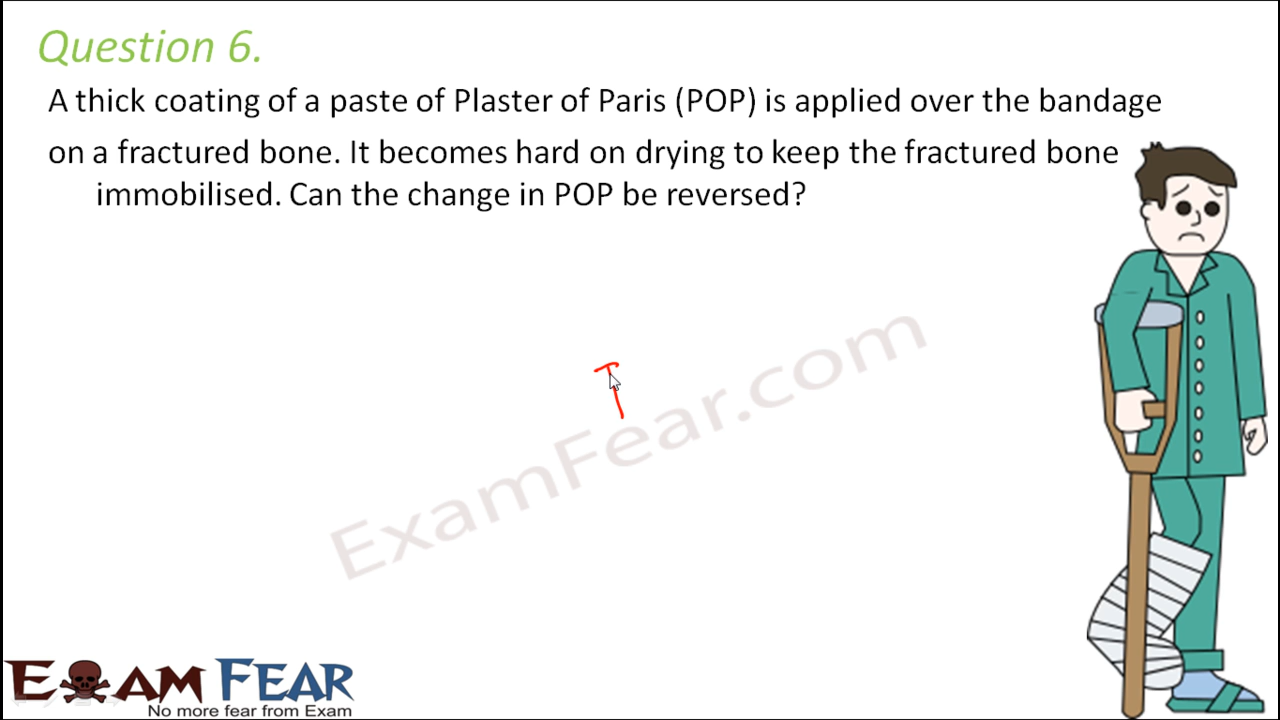 Question 6.
A thick coating of a paste of Plaster of Paris (POP) is applied over the bandage
on a fractured bone. It becomes hard on drying to keep the fractured bone
immobilised. Can the change in POP be reversed?
ExamFear.com
EXAM FEAR
No more fear from Exam